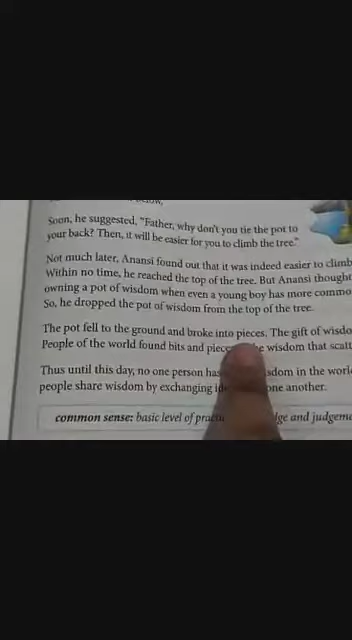 below,
Soon, he suggested, "Father, why don't you tie the pot to
your back? Then, it will be easier for you to climb the tree."
Not much later, Anansi found out that it was indeed easier to climb
Within no time, he reached the top of the tree. But Anansi thought
owning a pot of wisdom when even a young boy has more commo
So, he dropped the pot of wisdom from the top of the tree.
The pot fell to the ground and broke into pieces. The gift of wisdo
People of the world found bits and pieces wisdom that scatt
Thus until this day, no one person has in the world
people share wisdom by exchanging one another.
common sense: basic level of and judgeme